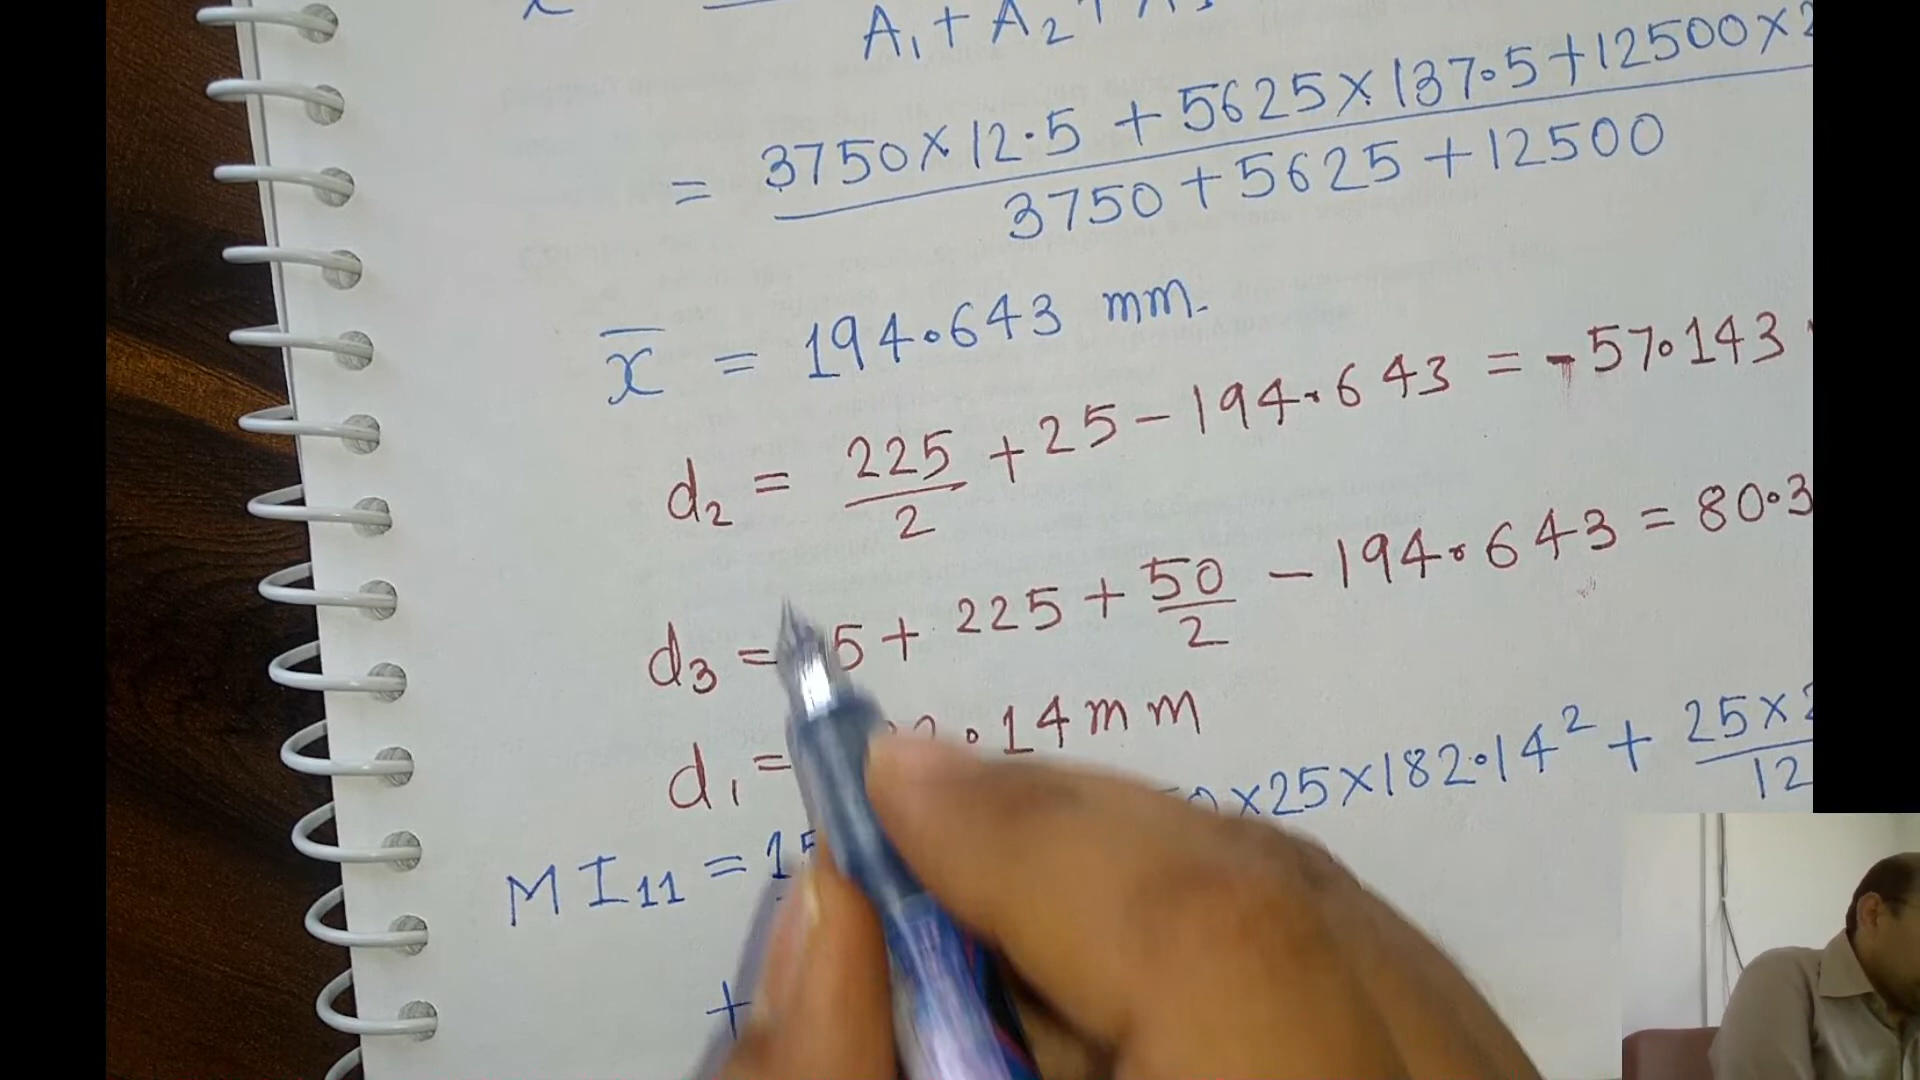 A₁ + A₂ +
= 3750 × 12.5 + 5625 × 137.5 + 12500 ×
3750 + 5625 + 12500
x̄ = 194.643 mm.
d₂ = 225/2 + 25 - 194.643 = -57.143
d₃ = 5 + 225 + 50/2 - 194.643 = 80.3
d₁ = .14 mm
MI₁₁ = 15 ×25×182.14² + 25×
12
+